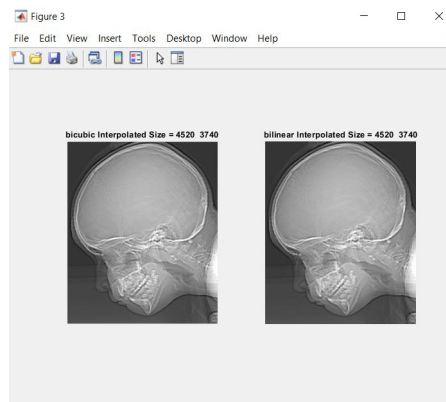 Figure 3
File Edit View Insert Tools Desktop Window Help
bicubic Interpolated Size = 4520 3740
bilinear Interpolated Size = 4520 3740